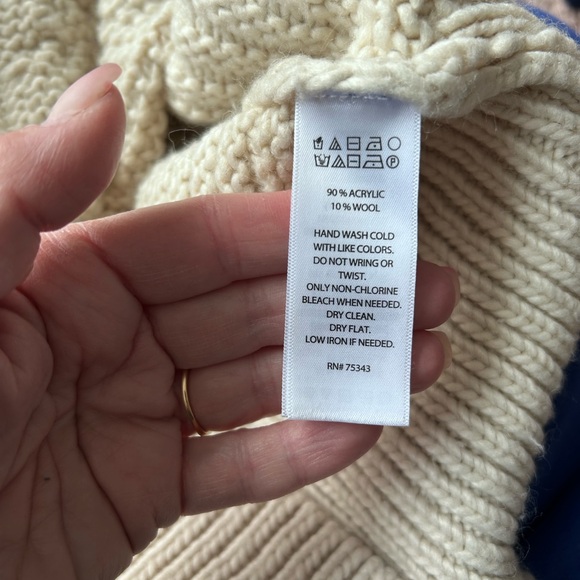 90 % ACRYLIC
10 % WOOL
HAND WASH COLD
WITH LIKE COLORS.
DO NOT WRING OR
TWIST.
ONLY NON-CHLORINE
BLEACH WHEN NEEDED.
DRY CLEAN.
DRY FLAT.
LOW IRON IF NEEDED.
RN# 75343